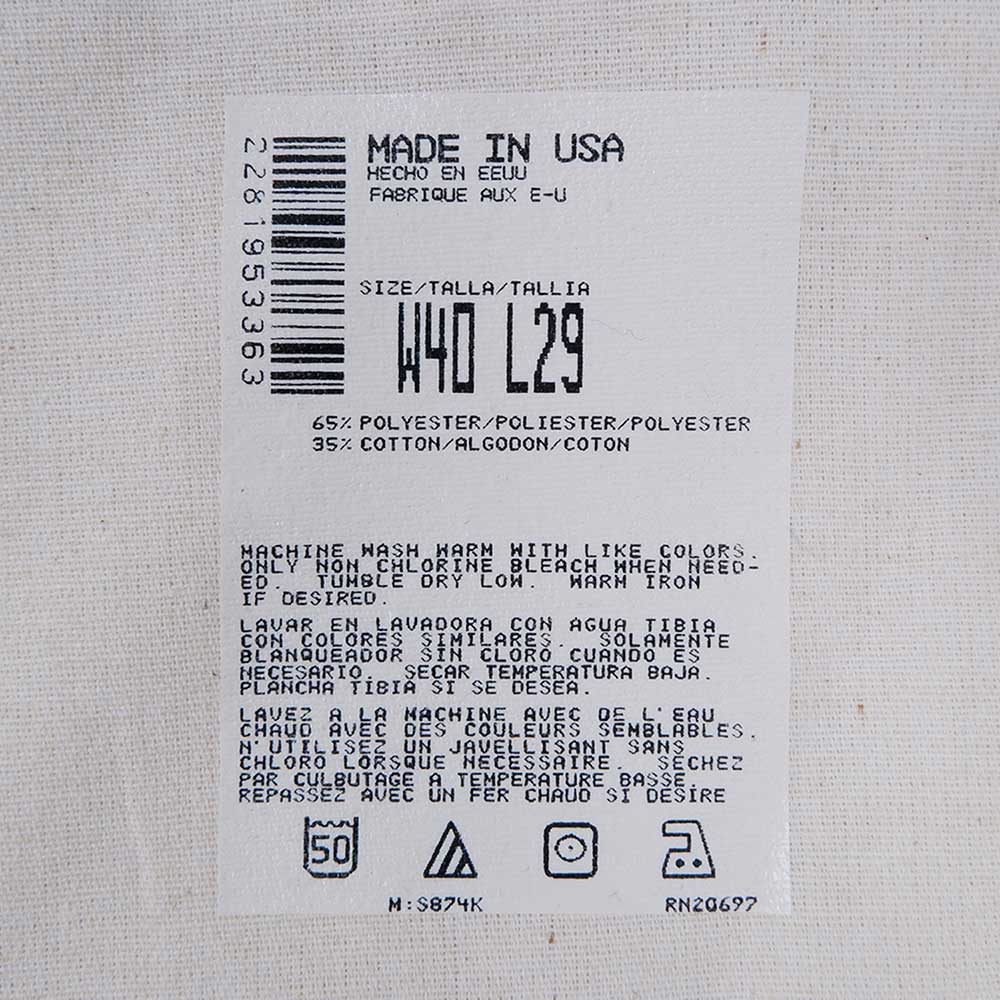 22819533363
MADE IN USA
HECHO EN EEUU
FABRIQUE AUX E-U
SIZE/TALLA/TALLIA
W40 L29
65% POLYESTER/POLIESTER/POLYESTER
35% COTTON/ALGODON/COTON
MACHINE WASH WARM WITH LIKE COLORS.
ONLY NON CHLORINE BLEACH WHEN NEED-
ED. TUMBLE DRY LOW. WARM IRON
IF DESIRED.
LAVAR EN LAVADORA CON AGUA TIBIA
CON COLORES SIMILARES. SOLAMENTE
BLANQUEADOR SIN CLORO CUANDO ES
NECESARIO. SECAR TEMPERATURA BAJA.
PLANCHA TIBIA SI SE DESEA.
LAVEZ A LA MACHINE AVEC DE L'EAU
CHAUD AVEC DES COULEURS SEMBLABLES.
N'UTILISEZ UN JAVELLISANT SANS
CHLORO LORSQUE NECESSAIRE. SECHEZ
PAR CULBUTAGE A TEMPERATURE BASSE.
REPASSEZ AVEC UN FER CHAUD SI DESIRE
50
M:S874K
RN20697